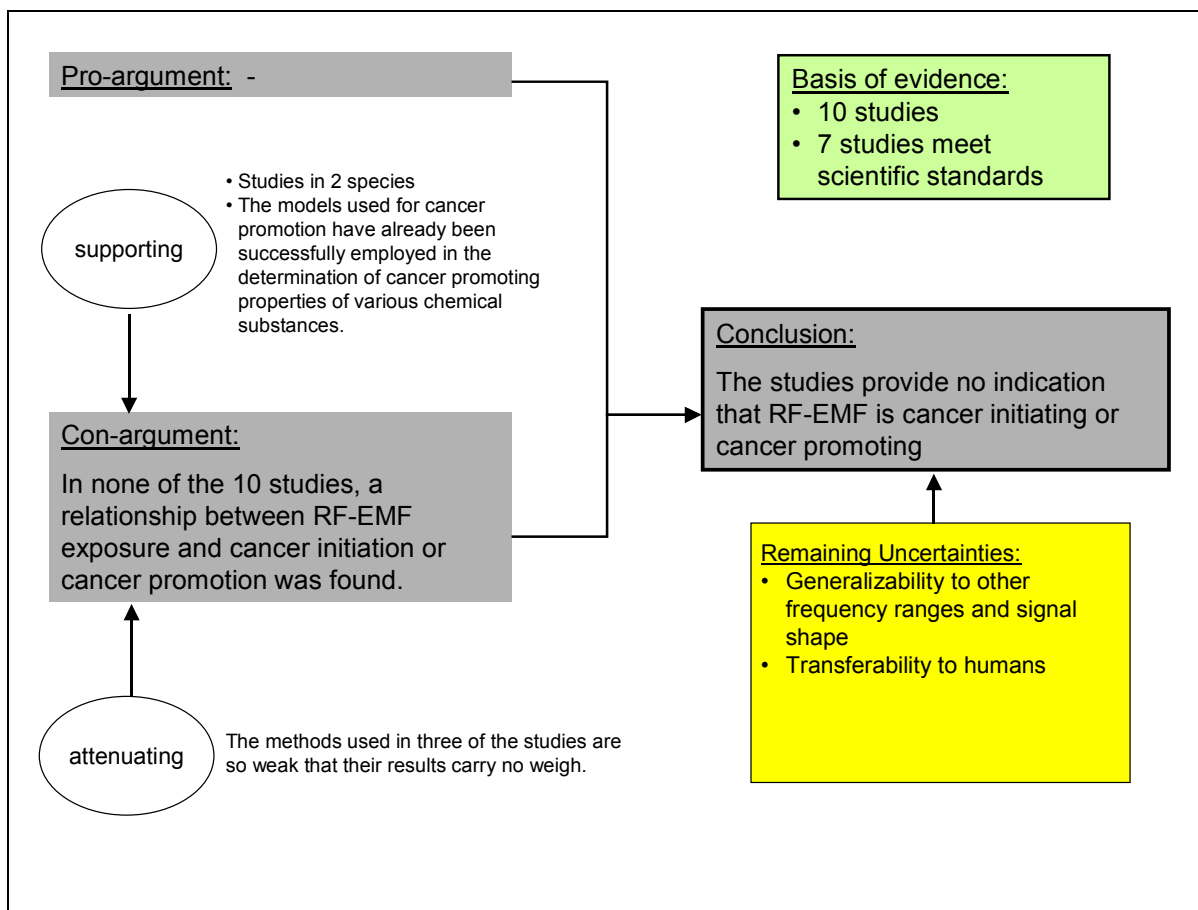 Pro-argument: -
Basis of evidence:
• 10 studies
• 7 studies meet
scientific standards
supporting
• Studies in 2 species
• The models used for cancer
promotion have already been
successfully employed in the
determination of cancer promoting
properties of various chemical
substances.
Con-argument:
In none of the 10 studies, a
relationship between RF-EMF
exposure and cancer initiation or
cancer promotion was found.
Conclusion:
The studies provide no indication
that RF-EMF is cancer initiating or
cancer promoting
Remaining Uncertainties:
• Generalizability to other
frequency ranges and signal
shape
• Transferability to humans
attenuating
The methods used in three of the studies are
so weak that their results carry no weigh.